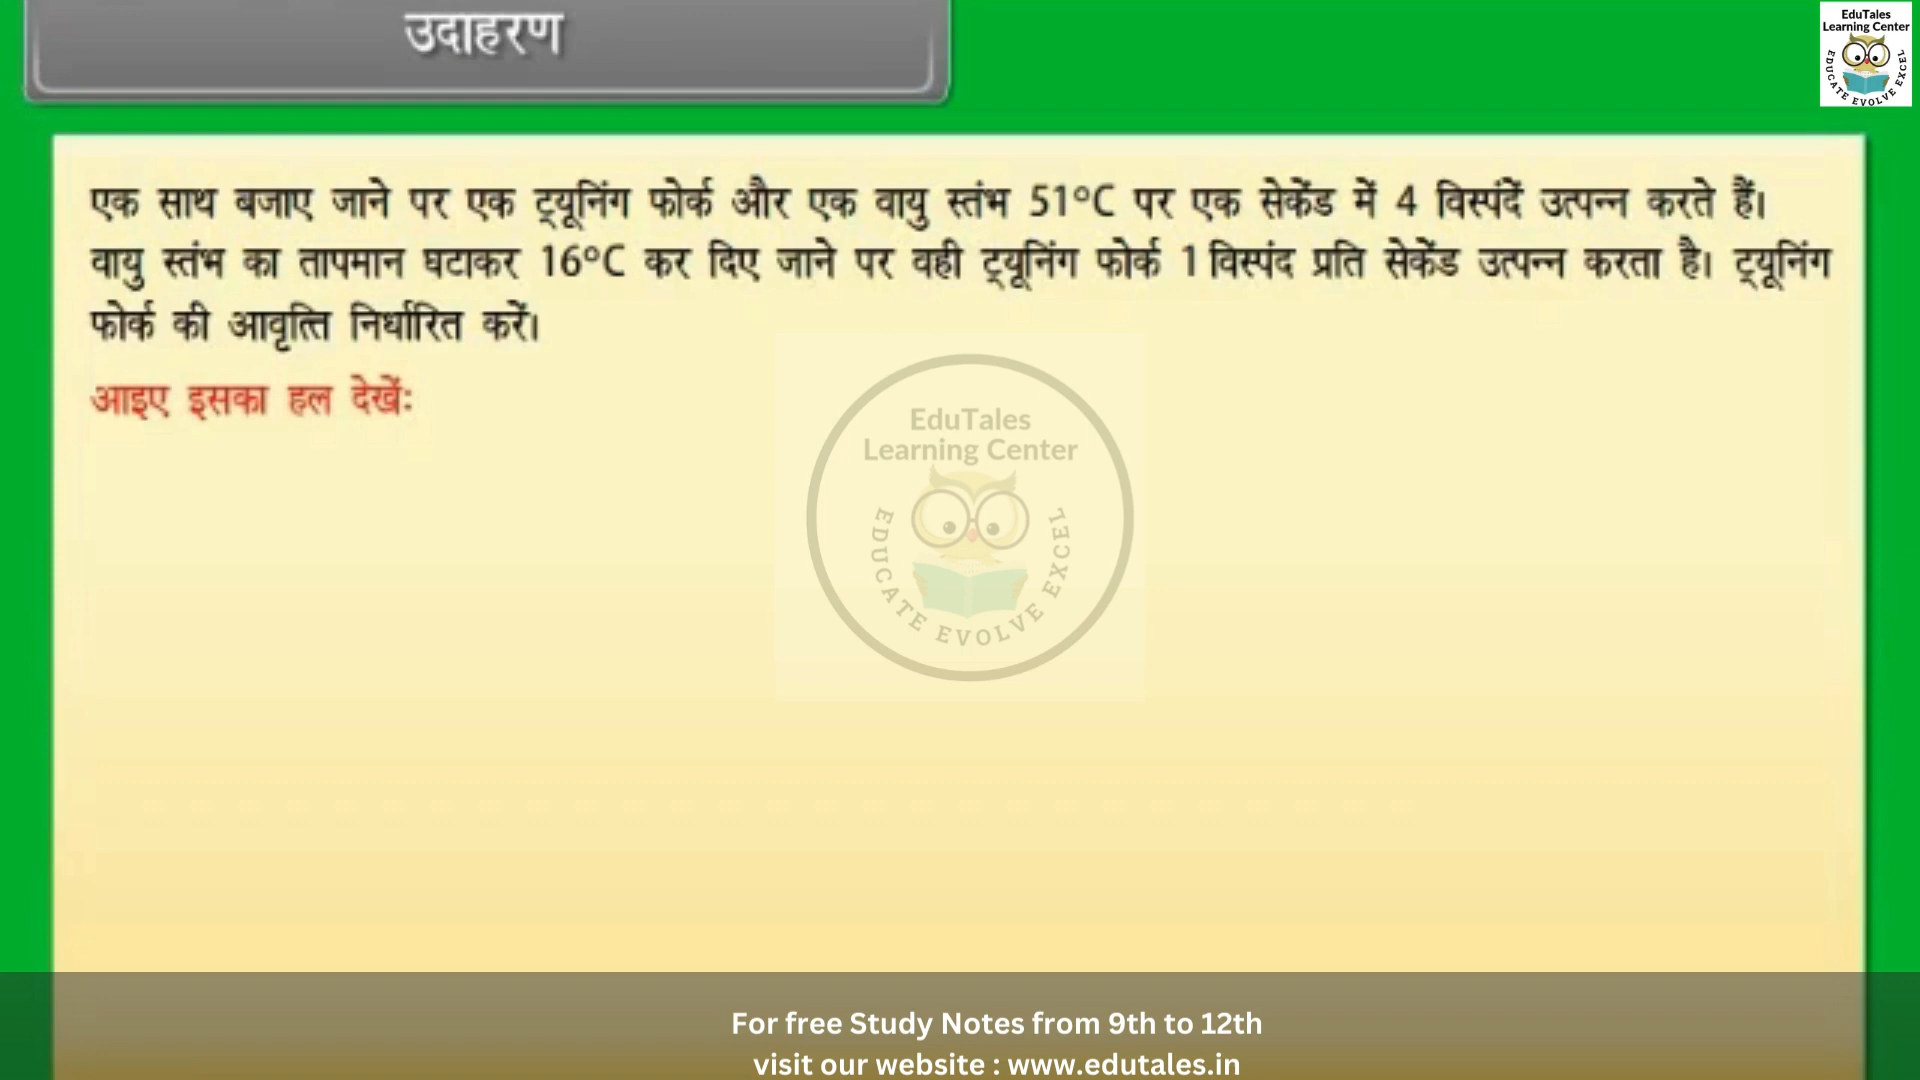 उदाहरण
EduTales
Learning Center
EDUCATE EVOLVE EXCEL
एक साथ बजाए जाने पर एक ट्यूनिंग फोर्क और एक वायु स्तंभ 51°C पर एक सेकेंड में 4 विस्पंदें उत्पन्न करते हैं।
वायु स्तंभ का तापमान घटाकर 16°C कर दिए जाने पर वही ट्यूनिंग फोर्क 1 विस्पंद प्रति सेकेंड उत्पन्न करता है। ट्यूनिंग
फोर्क की आवृत्ति निर्धारित करें।
आइए इसका हल देखें:
EduTales
Learning Center
EDUCATE EVOLVE EXCEL
For free Study Notes from 9th to 12th
visit our website : www.edutales.in